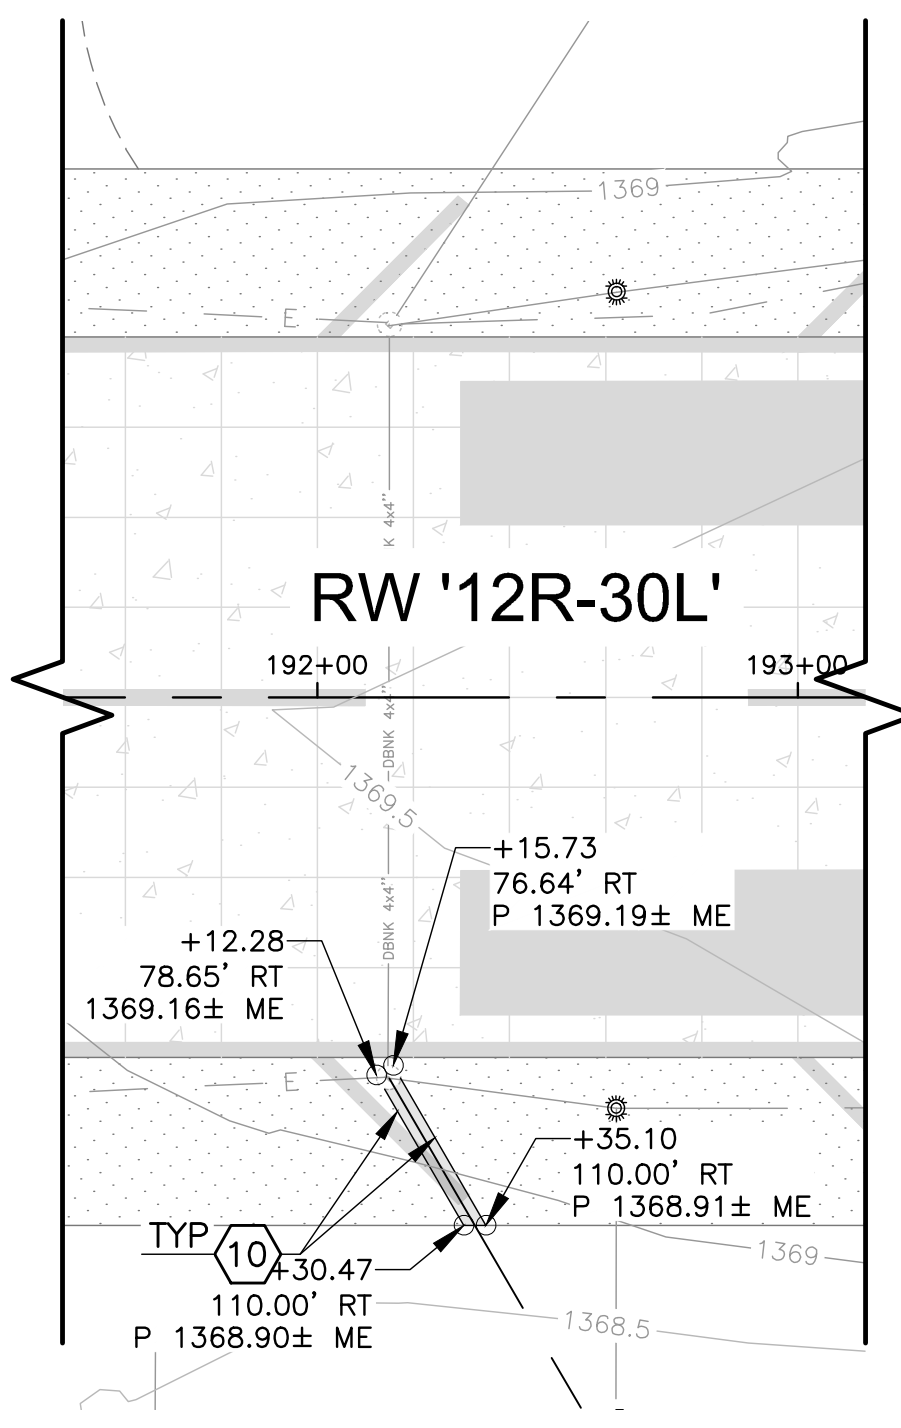 1369
E
K 4x4"
RW '12R-30L'
192+00
193+00
DBNK 4x4"
1369.5
+15.73
76.64' RT
P 1369.19± ME
DBNK 4x4"
+12.28
78.65' RT
1369.16± ME
E
+35.10
110.00' RT
P 1368.91± ME
TYP
10
+30.47
110.00' RT
P 1368.90± ME
1369
1368.5